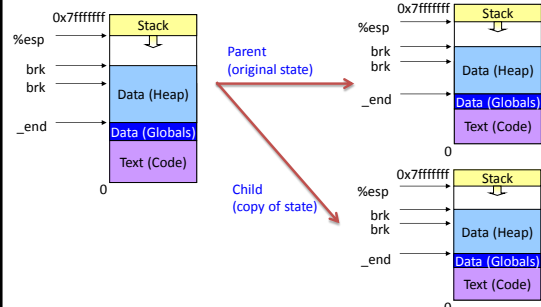 0x7fffffff
Stack
%esp
brk
brk
Data (Heap)
_end
Data (Globals)
Text (Code)
0
Parent
(original state)
Child
(copy of state)
0x7fffffff
Stack
%esp
brk
brk
Data (Heap)
_end
Data (Globals)
Text (Code)
0
0x7fffffff
Stack
%esp
brk
brk
Data (Heap)
_end
Data (Globals)
Text (Code)
0